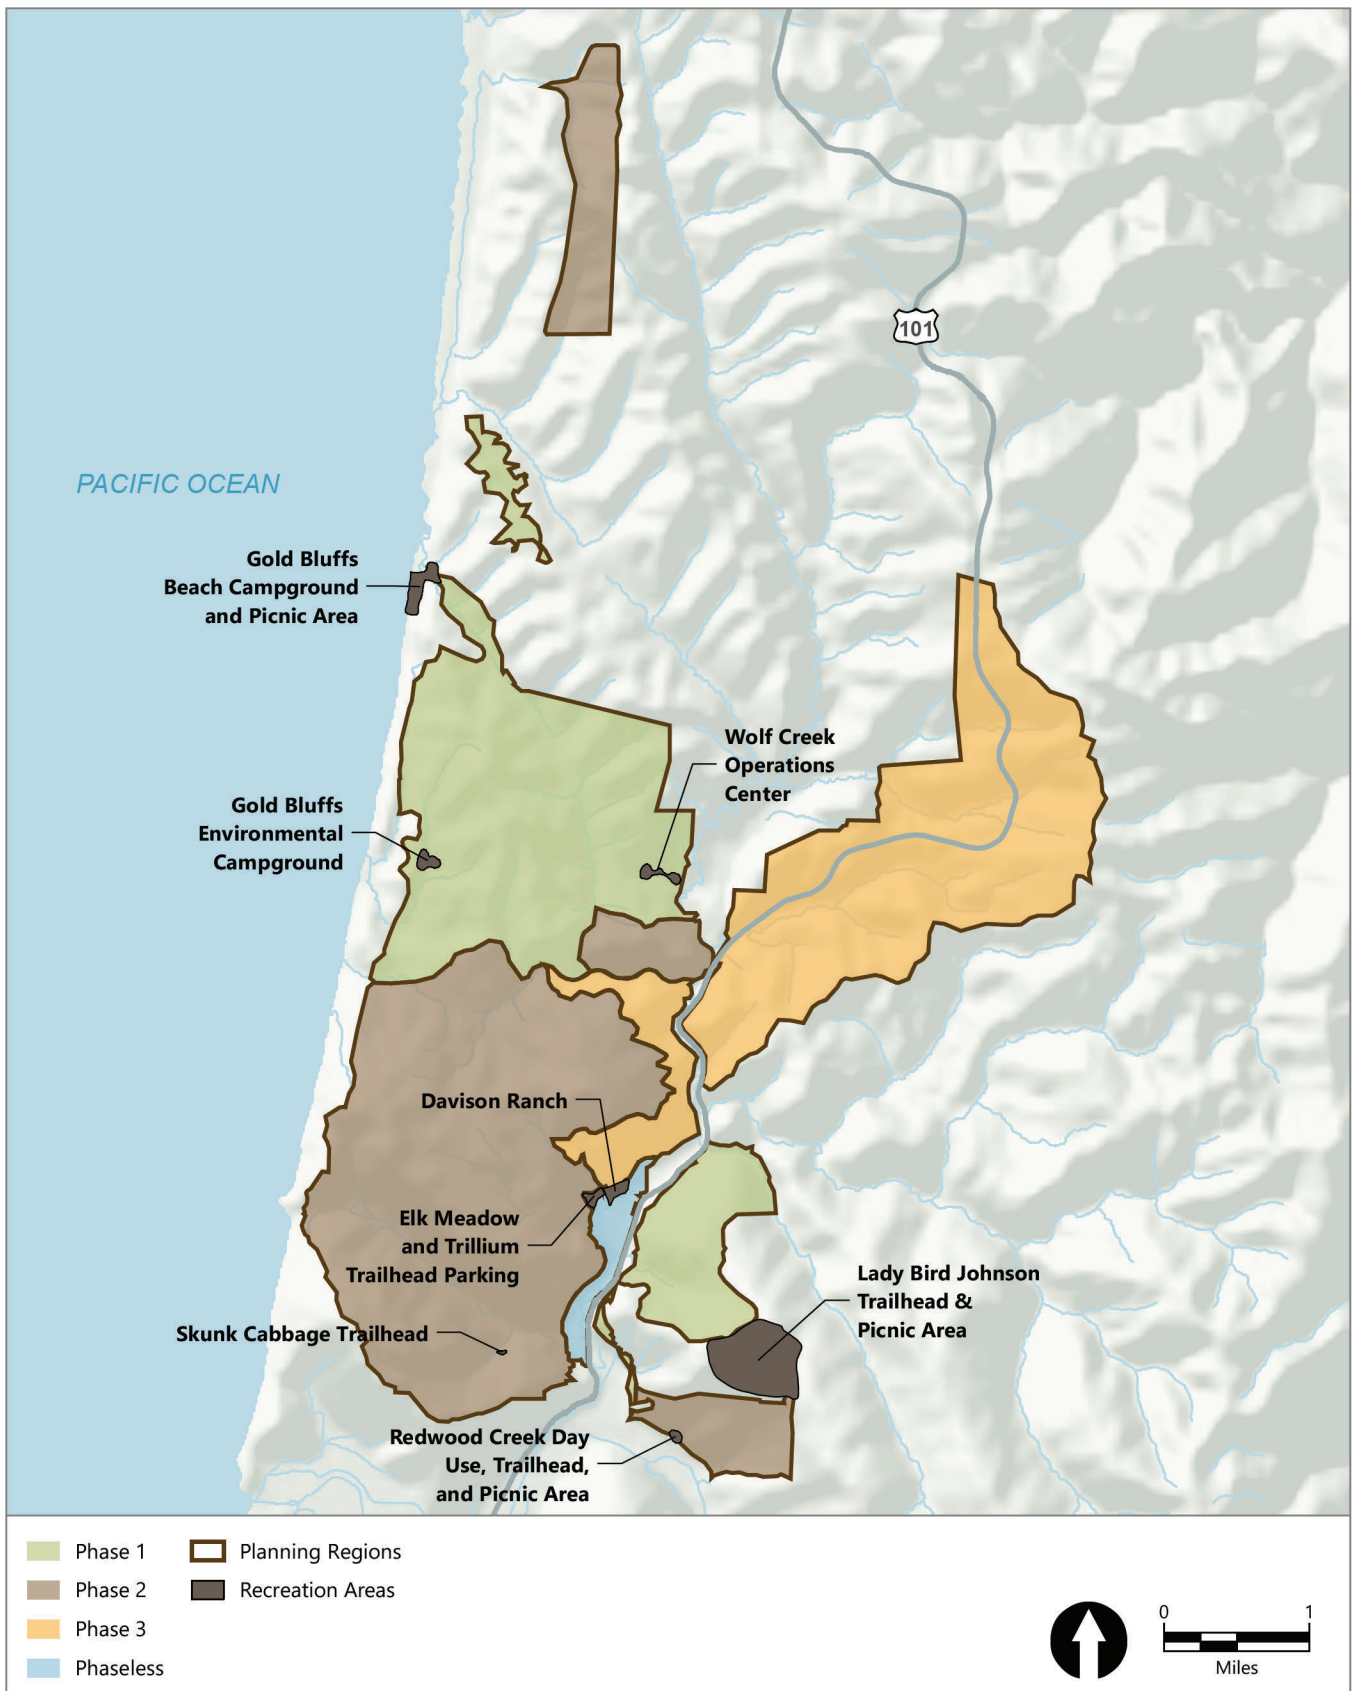 101
PACIFIC OCEAN
Gold Bluffs
Beach Campground
and Picnic Area
Wolf Creek
Operations
Center
Gold Bluffs
Environmental
Campground
Davison Ranch
Elk Meadow
and Trillium
Trailhead Parking
Lady Bird Johnson
Trailhead &
Picnic Area
Skunk Cabbage Trailhead
Redwood Creek Day
Use, Trailhead,
and Picnic Area
Phase 1
Phase 2
Phase 3
Phaseless
Planning Regions
Recreation Areas
0 1
Miles